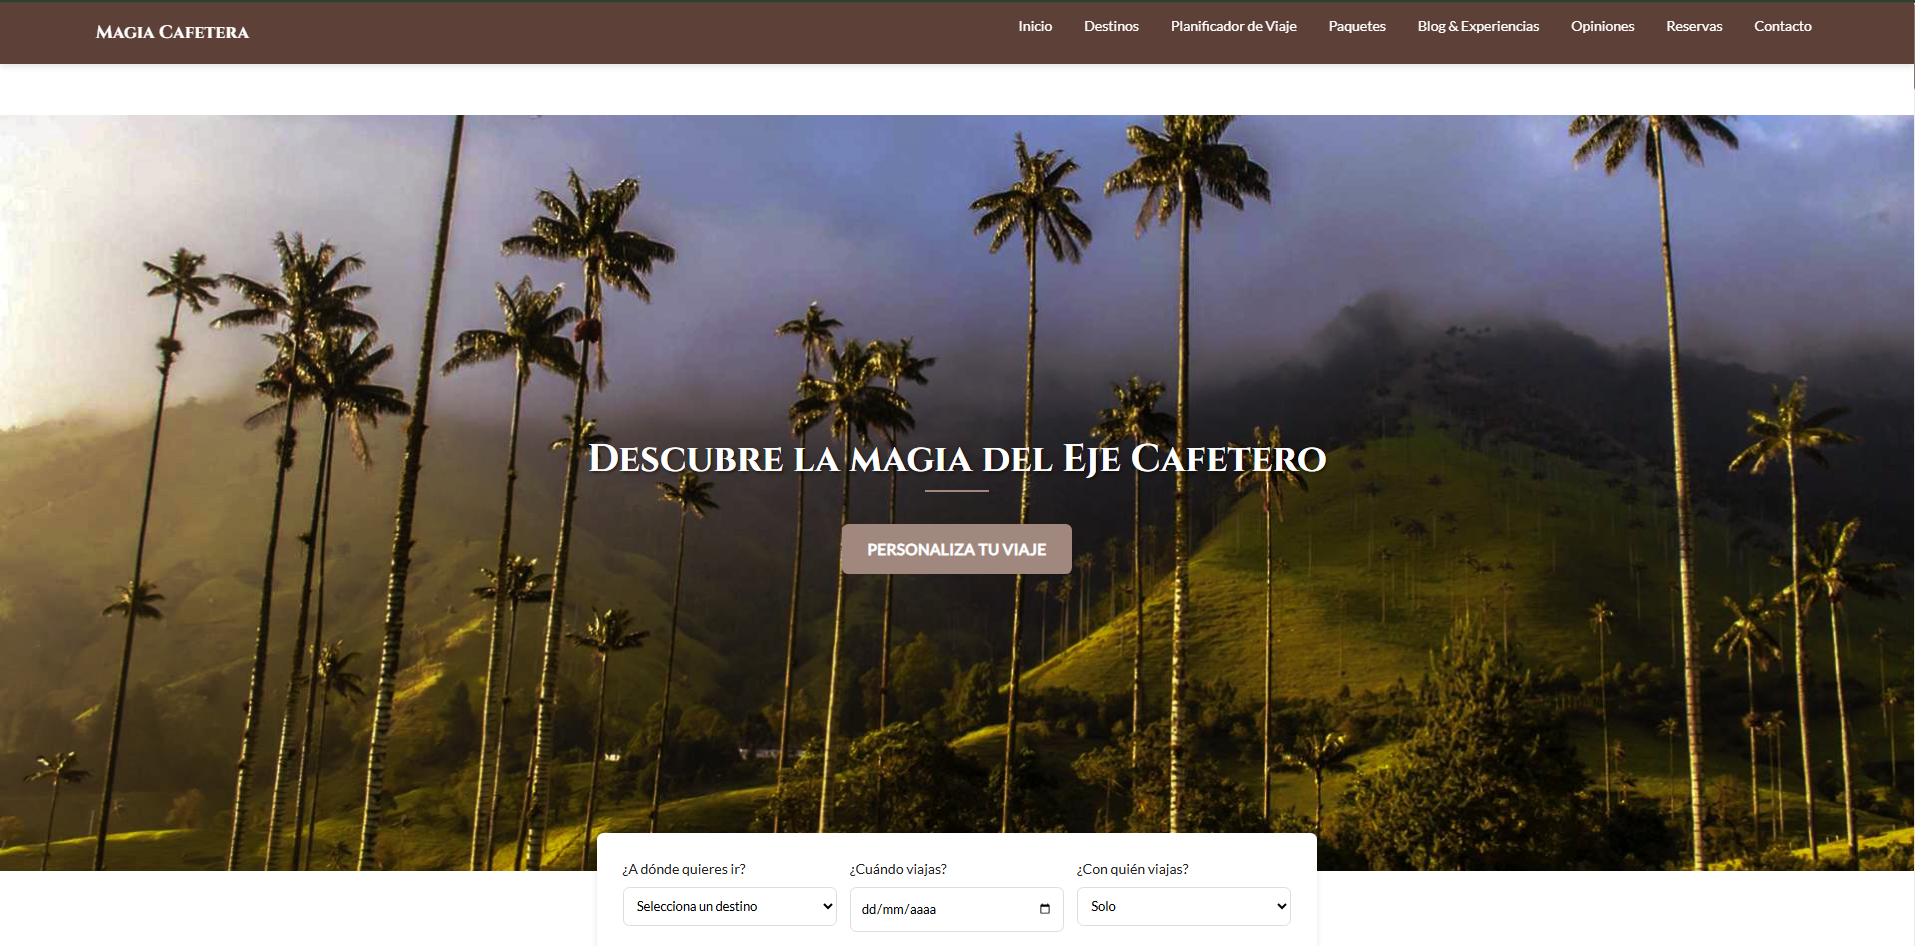 Magia Cafetera
Inicio Destinos Planificador de Viaje Paquetes Blog & Experiencias Opiniones Reservas Contacto
Descubre la magia del Eje Cafetero
PERSONALIZA TU VIAJE
¿A dónde quieres ir? ¿Cuándo viajas? ¿Con quién viajas?
Selecciona un destino dd/mm/aaaa Solo